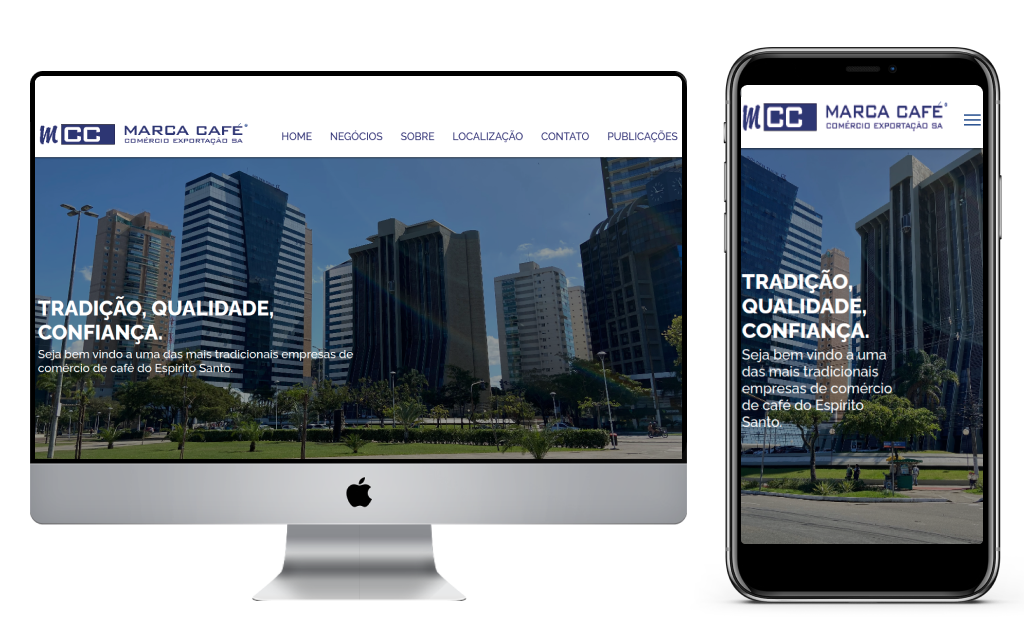 mCC MARCA CAFÉ®
COMÉRCIO EXPORTAÇÃO SA
HOME NEGÓCIOS SOBRE LOCALIZAÇÃO CONTATO PUBLICAÇÕES
TRADIÇÃO, QUALIDADE,
CONFIANÇA.
Seja bem vindo a uma das mais tradicionais empresas de
comércio de café do Espírito Santo.
mCC MARCA CAFÉ®
COMÉRCIO EXPORTAÇÃO SA
TRADIÇÃO,
QUALIDADE,
CONFIANÇA.
Seja bem vindo a uma
das mais tradicionais
empresas de comércio
de café do Espírito
Santo.